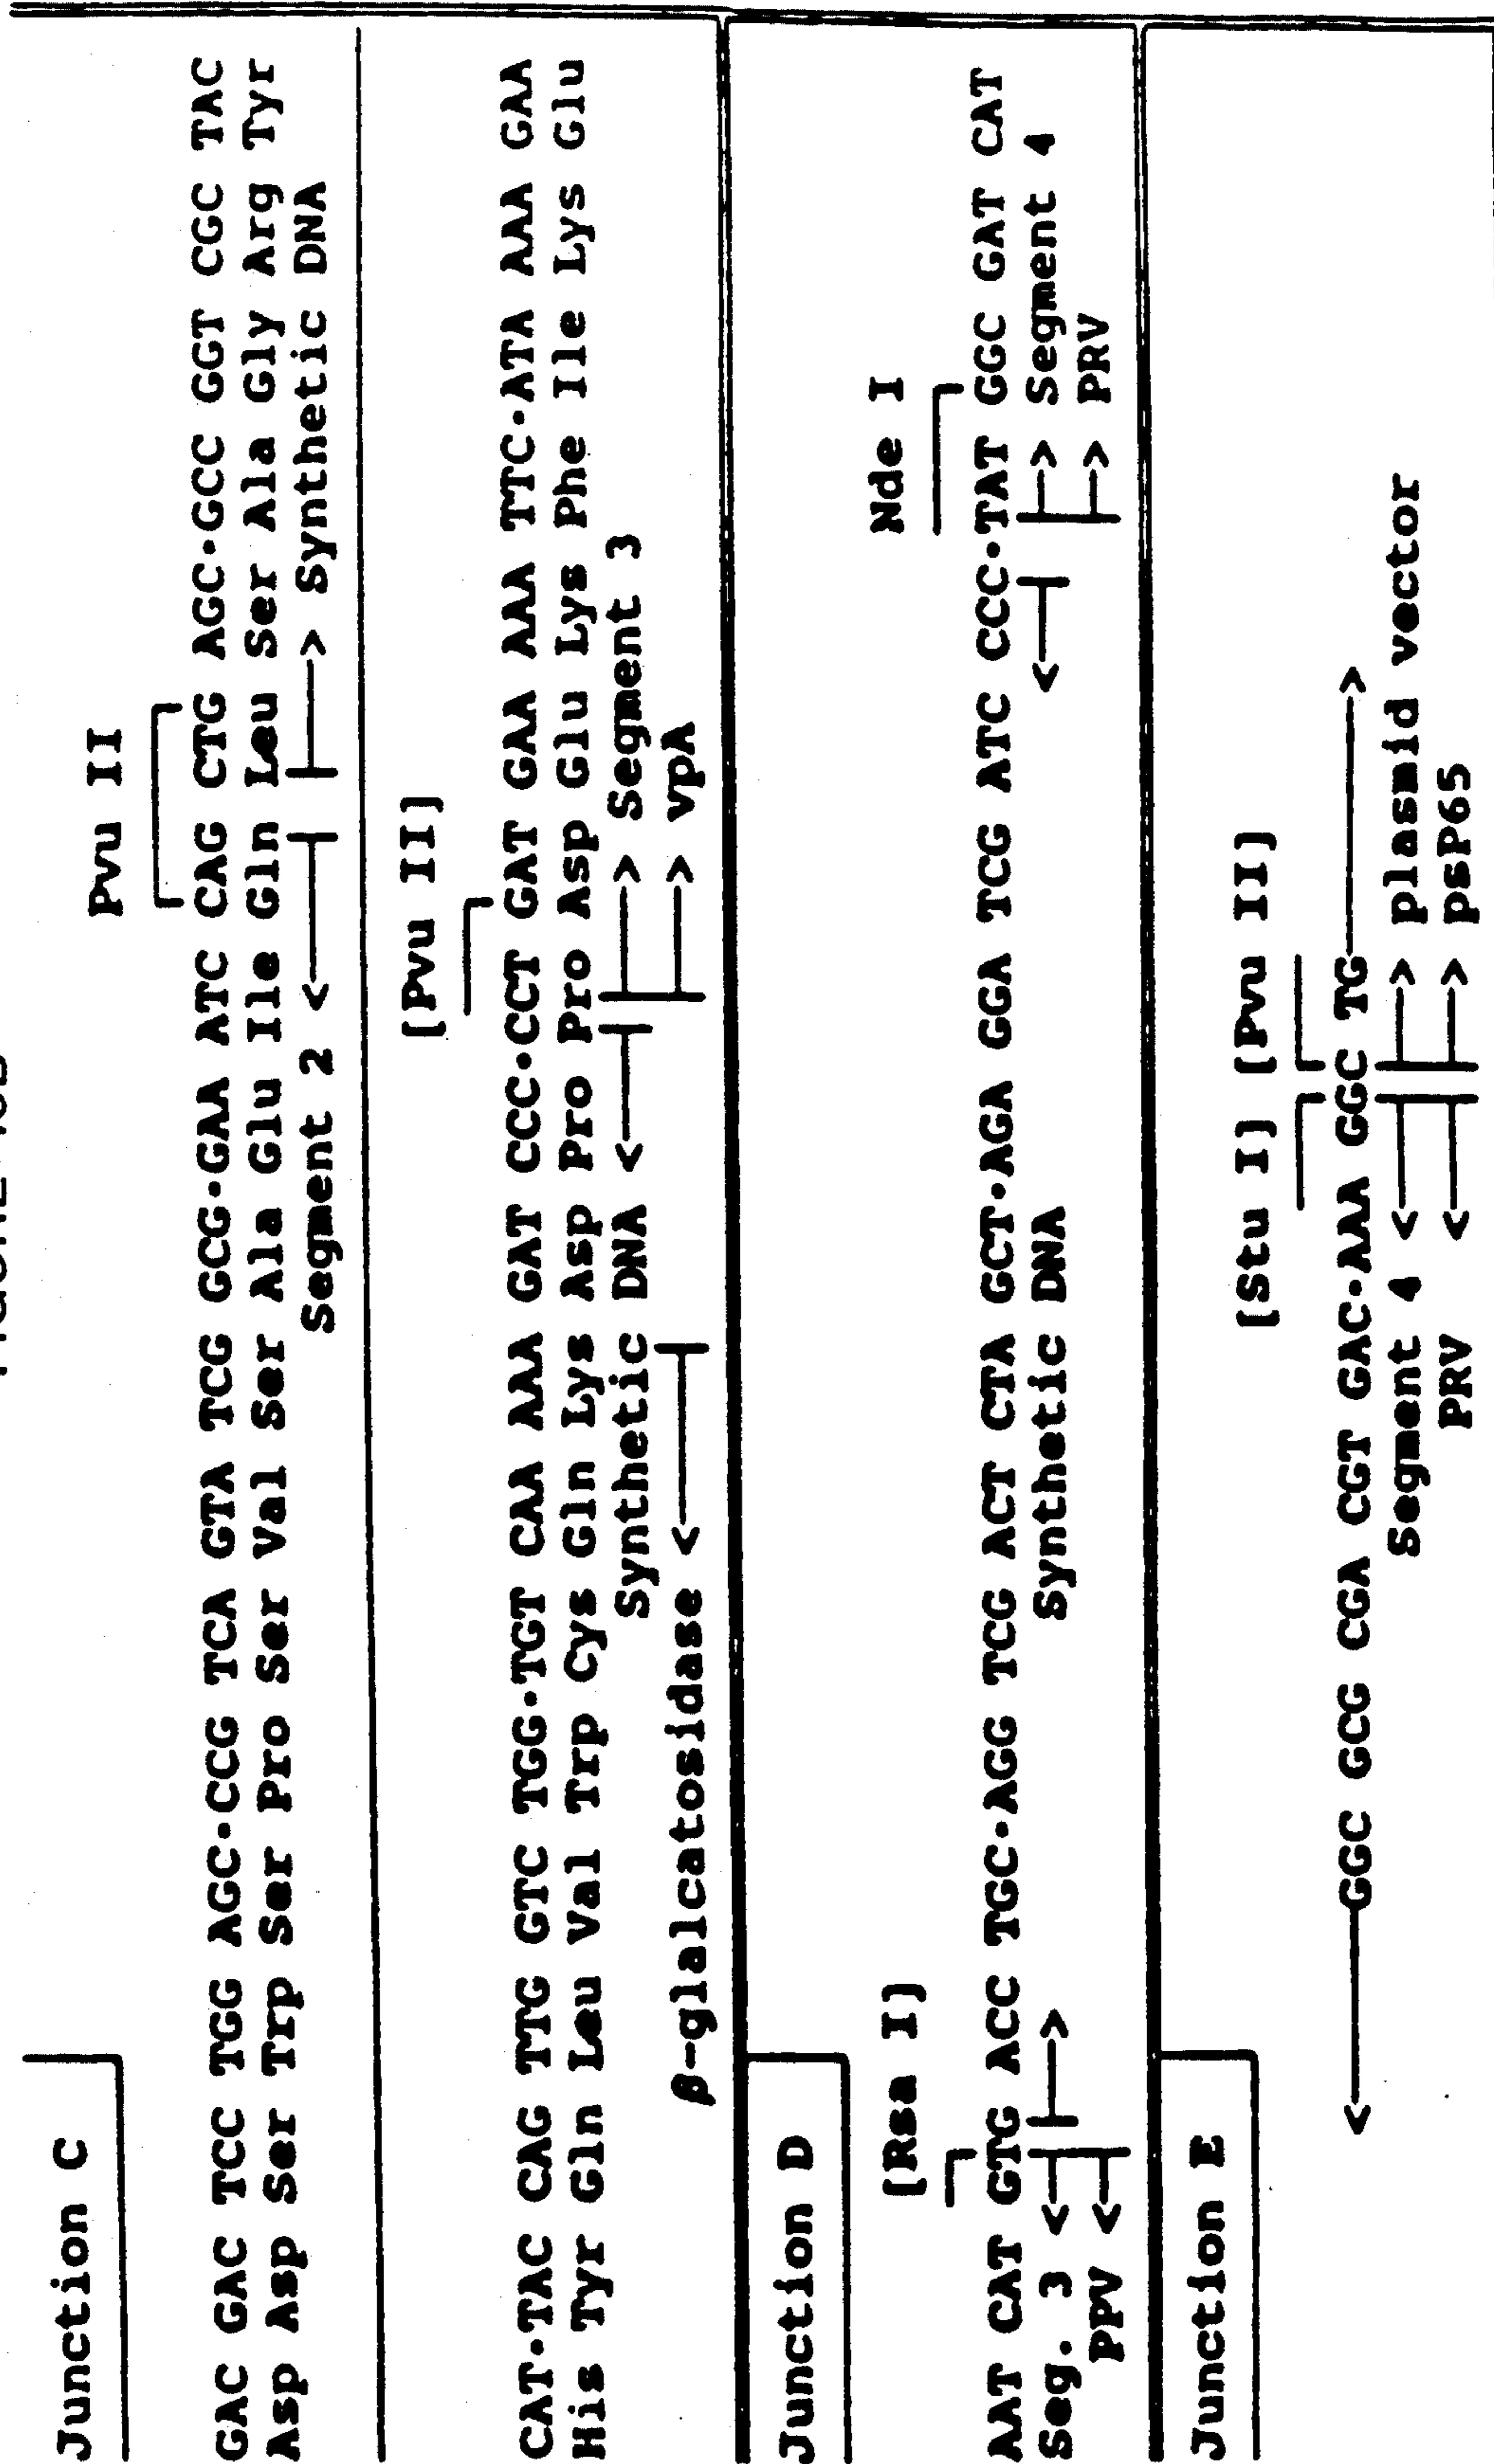 Junction C
Pvu II
GAC GAC TCC TGG AGC·CCG TCA GTA TCG GCG·GAA ATC CAG CTG AGC·GCC GGT CGC TAC
Asp Asp Ser Trp Ser Pro Ser Val Ser Ala Glu Ile Gln Leu Ser Ala Gly Arg Tyr
Segment 2 < > Synthetic DNA
[Pvu II]
CAT·TAC CAG TTG GTC TGG·TGT CAA AAA GAT CCC·CCT GAT GAA AAA TTC·ATA AAA GAA
His Tyr Gln Leu Val Trp Cys Gln Lys Asp Pro Pro Asp Glu Lys Phe Ile Lys Glu
Synthetic DNA < > Segment 3
β-glalcatosidase < > vpA
Junction D
[Rsa I] Nde I
AAT CAT GTG ACC TGC·AGG TCG ACT CTA GCT·AGA GGA TCG ATC CCC·TAT GGC GAT CAT
Seg. 3 < > Synthetic DNA < > Segment 4
PPV < > PRV
Junction E
[Stu I] [Pvu II]
< GGC GCG CGA CGT GAC·AAA GGC TG >
Segment 4 < > plasmid vector
PRV < > psP65